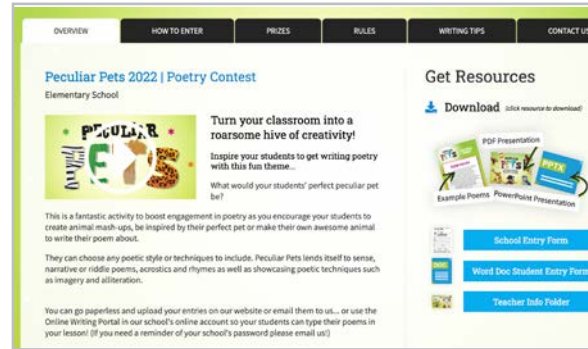 OVERVIEW
HOW TO ENTER
PRIZES
RULES
WRITING TIPS
CONTACT US
Peculiar Pets 2022 | Poetry Contest
Elementary School
PECULIAR
PETS
Turn your classroom into a
roarsome hive of creativity!
Inspire your students to get writing poetry
with this fun theme...
What would your students' perfect peculiar pet
be?
This is a fantastic activity to boost engagement in poetry as you encourage your students to
create animal mash-ups, be inspired by their perfect pet or make their own awesome animal
to write their poem about.
They can choose any poetic style or techniques to include. Peculiar Pets lends itself to sense,
narrative or riddle poems, acrostics and rhymes as well as showcasing poetic techniques such
as imagery and alliteration.
You can go paperless and upload your entries on our website or email them to us... or use the
Online Writing Portal in our school's online account so your students can type their poems in
your lesson! (If you need a reminder of your school's password please email us!)
Get Resources
Download (click resource to download)
PDF Presentation
PPTX
Example Poems
PowerPoint Presentation
School Entry Form
DOC
Word Doc Student Entry Form
Teacher Info Folder